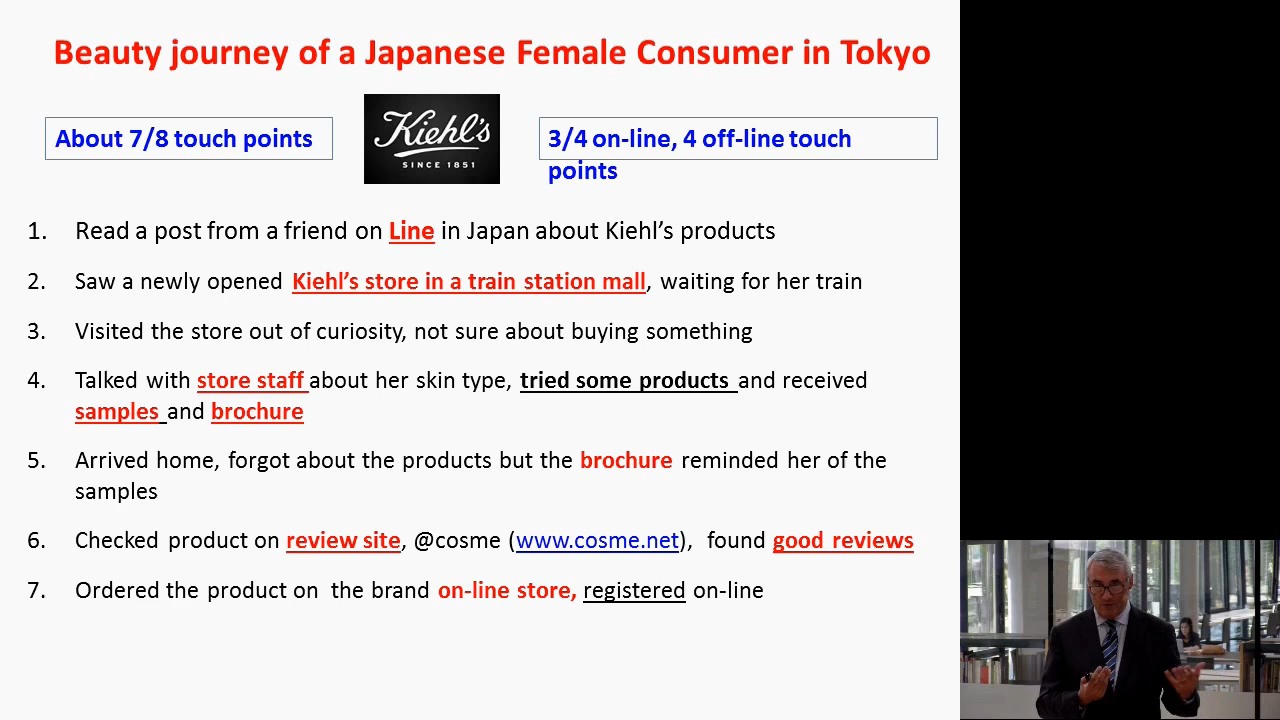 Beauty journey of a Japanese Female Consumer in Tokyo
About 7/8 touch points
Kiehl's
SINCE 1851
3/4 on-line, 4 off-line touch
points
1. Read a post from a friend on Line in Japan about Kiehl’s products
2. Saw a newly opened Kiehl’s store in a train station mall, waiting for her train
3. Visited the store out of curiosity, not sure about buying something
4. Talked with store staff about her skin type, tried some products and received
samples and brochure
5. Arrived home, forgot about the products but the brochure reminded her of the
samples
6. Checked product on review site, @cosme (www.cosme.net), found good reviews
7. Ordered the product on the brand on-line store, registered on-line